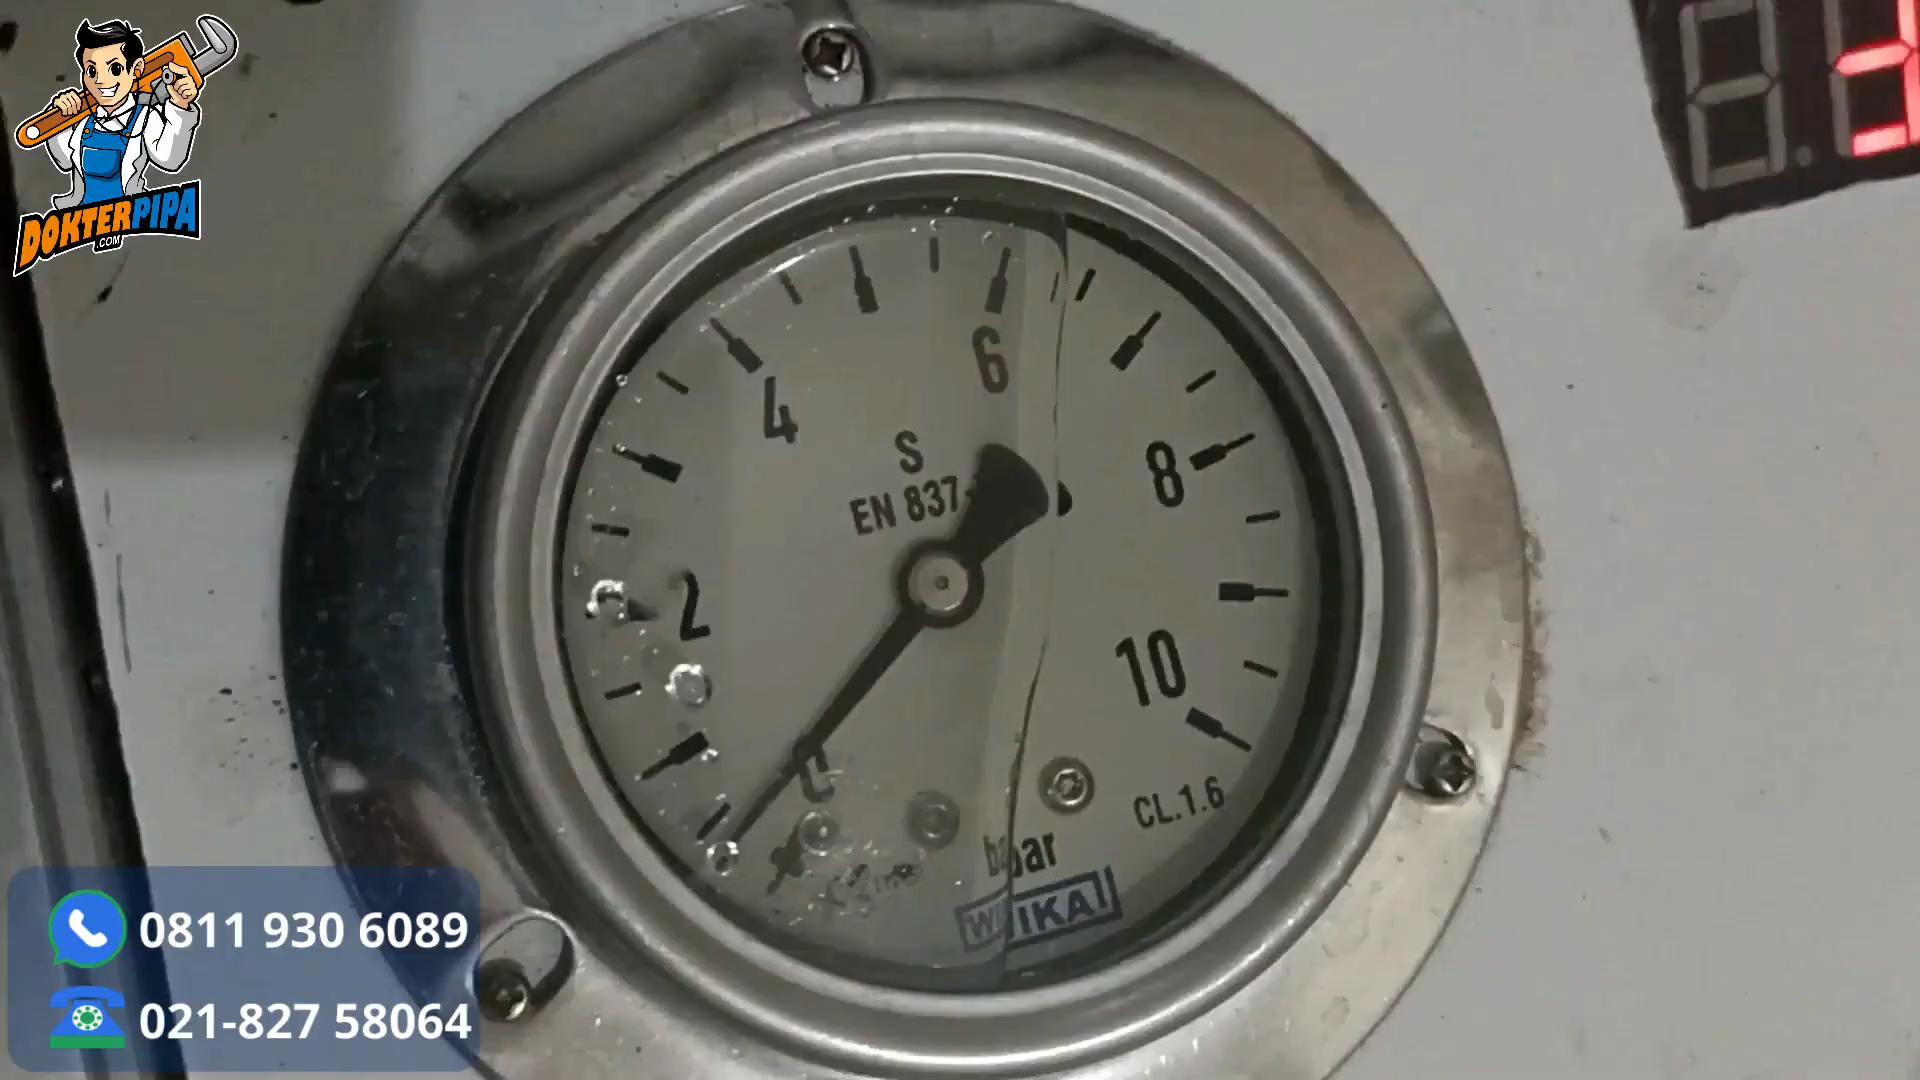 DOKTERPIPA
.COM
6
4
S
8
EN 837-
2
10
CL.1.6
bar
WIKAI
0811 930 6089
021-827 58064